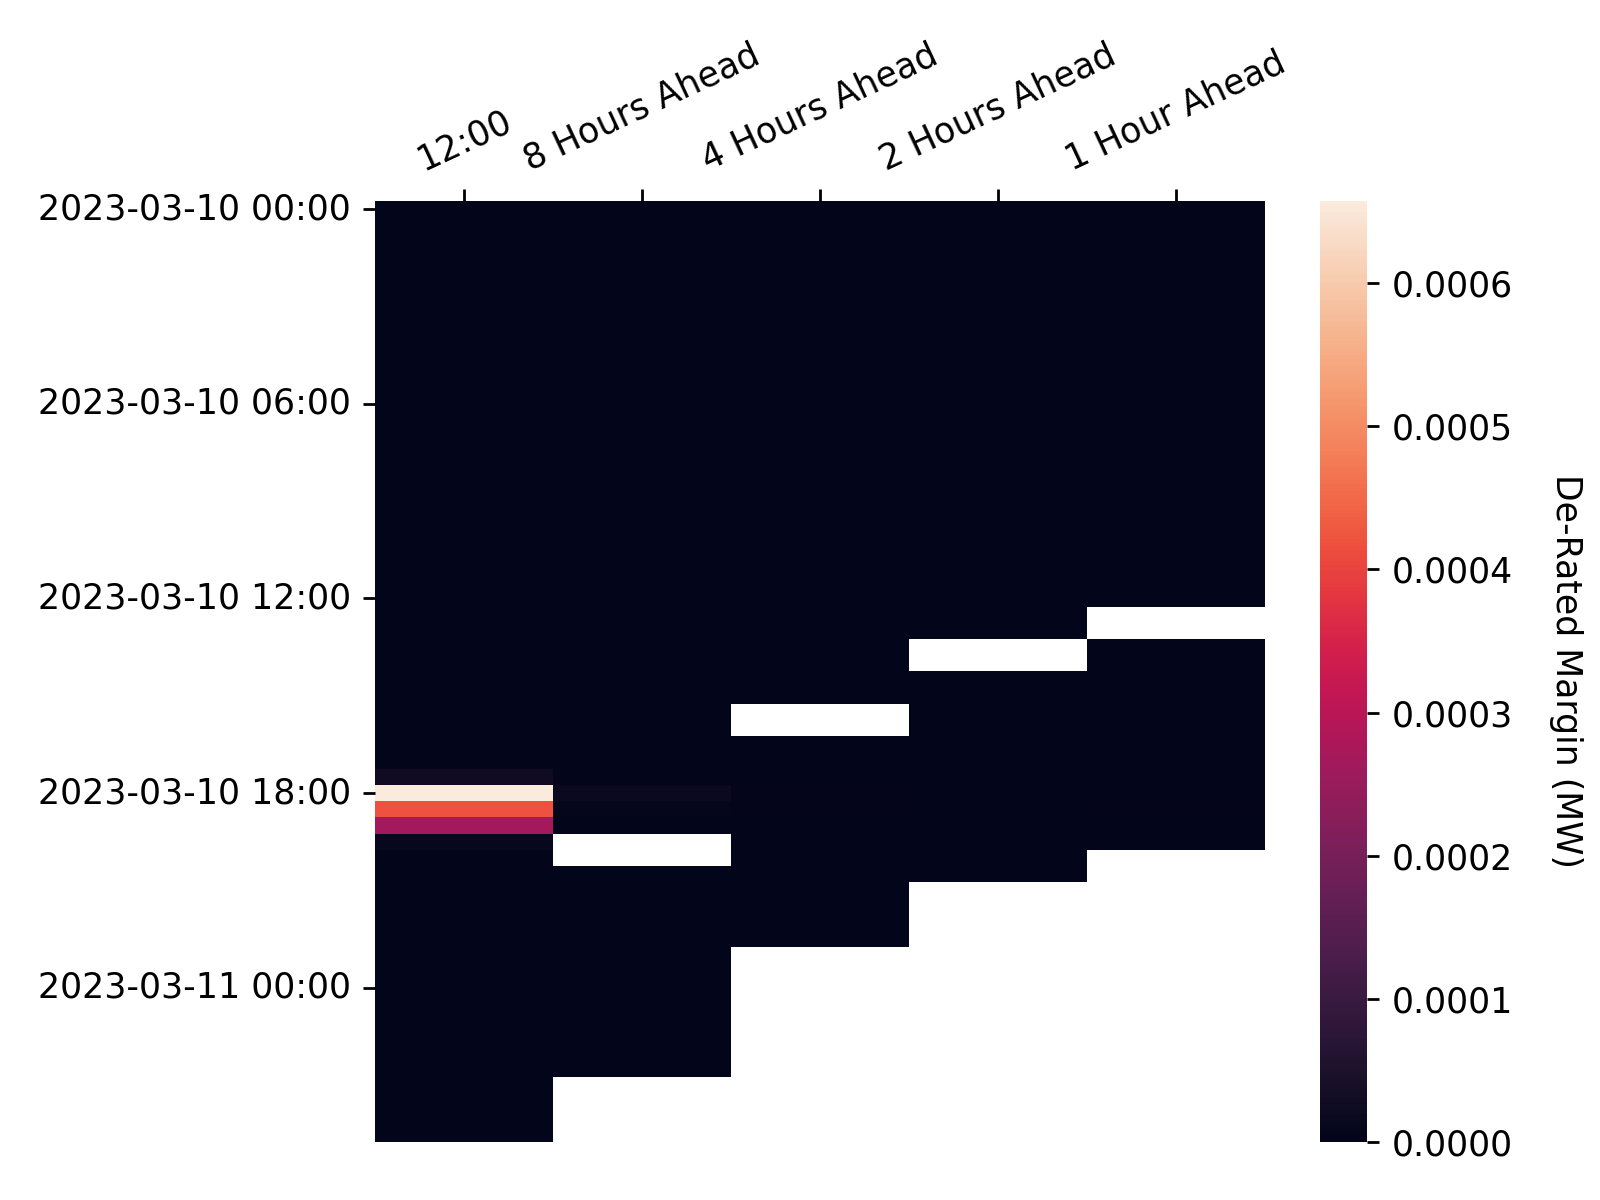 12:00
8 Hours Ahead
4 Hours Ahead
2 Hours Ahead
1 Hour Ahead
2023-03-10 00:00
2023-03-10 06:00
2023-03-10 12:00
2023-03-10 18:00
2023-03-11 00:00
0.0006
0.0005
0.0004
0.0003
0.0002
0.0001
0.0000
De-Rated Margin (MW)